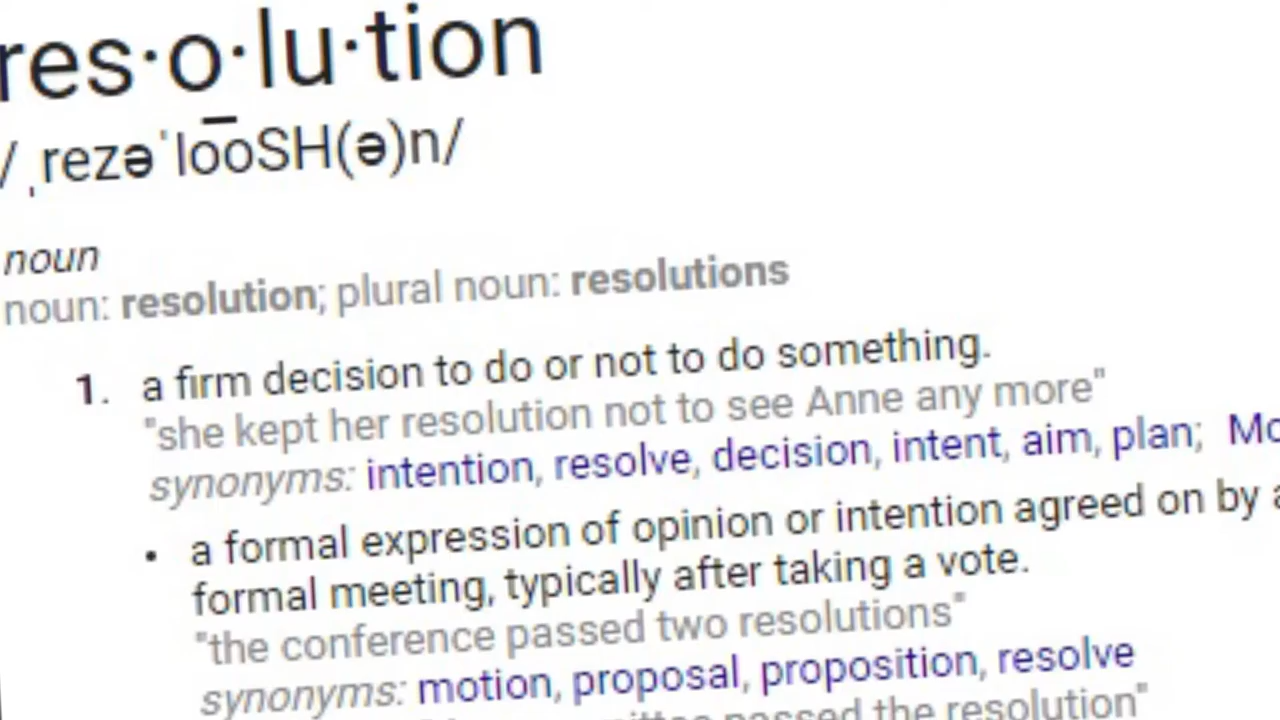 res·o·lu·tion
/ˌrezəˈlo͞oSH(ə)n/
noun
noun: resolution; plural noun: resolutions
1. a firm decision to do or not to do something.
"she kept her resolution not to see Anne any more"
synonyms: intention, resolve, decision, intent, aim, plan;
• a formal expression of opinion or intention agreed on by a
formal meeting, typically after taking a vote.
"the conference passed two resolutions"
synonyms: motion, proposal, proposition, resolve
passed the resolution"